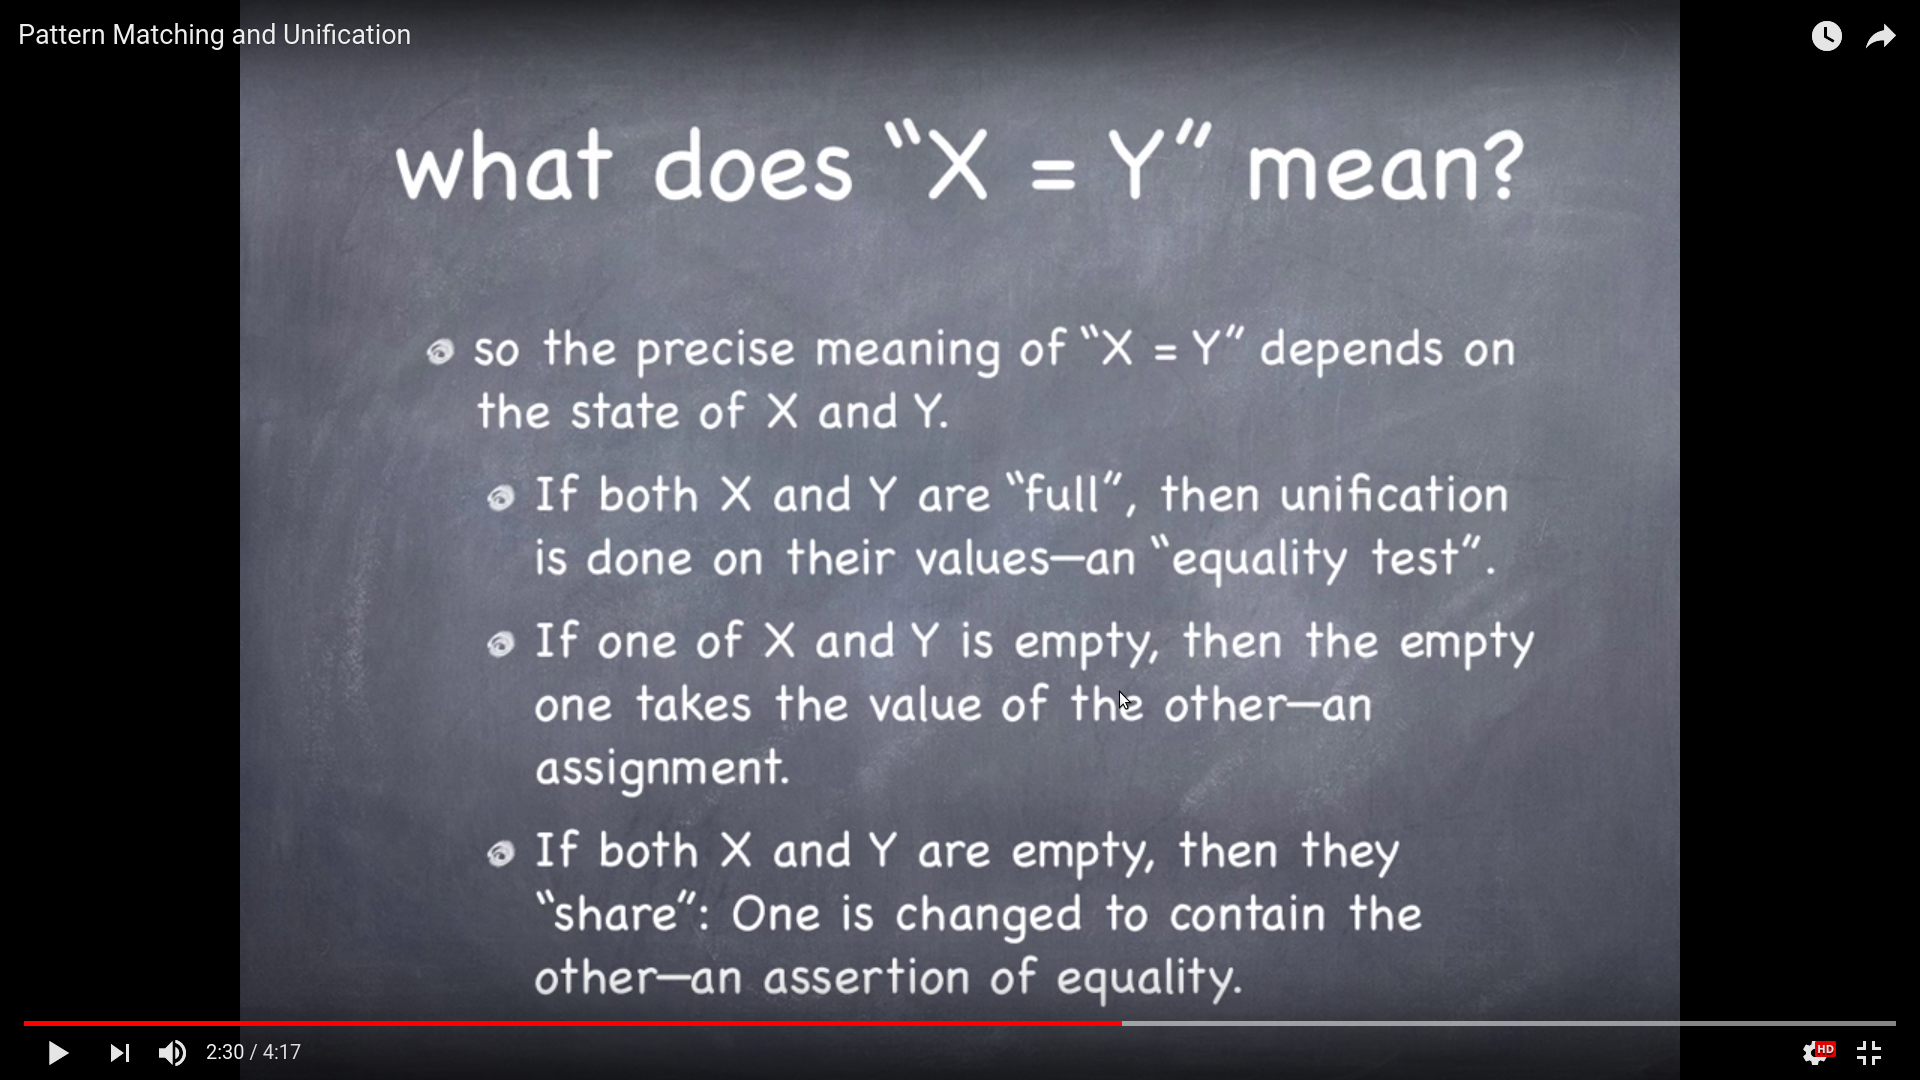 Pattern Matching and Unification
what does “X = Y” mean?
so the precise meaning of “X = Y” depends on
the state of X and Y.
If both X and Y are “full”, then unification
is done on their values—an “equality test”.
If one of X and Y is empty, then the empty
one takes the value of the other—an
assignment.
If both X and Y are empty, then they
“share”: One is changed to contain the
other—an assertion of equality.
2:30 / 4:17
HD